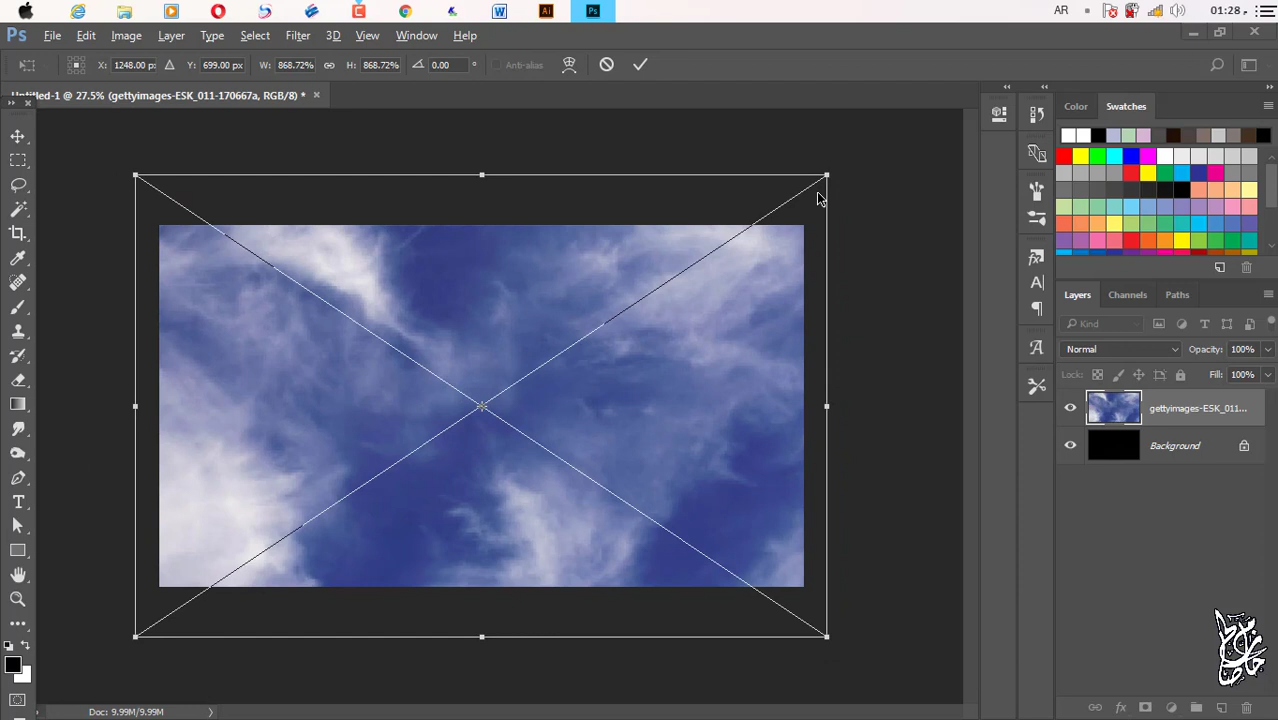 AR 01:28 م
Ps File Edit Image Layer Type Select Filter 3D View Window Help
X: 1248.00 px Y: 699.00 px W: 868.72% H: 868.72% 0.00 ° Anti-alias
Untitled-1 @ 27.5% (gettyimages-ESK_011-170667a, RGB/8) *
Color Swatches
Layers Channels Paths
Kind
Normal Opacity: 100%
Lock: Fill: 100%
gettyimages-ESK_011...
Background
Doc: 9.99M/9.99M